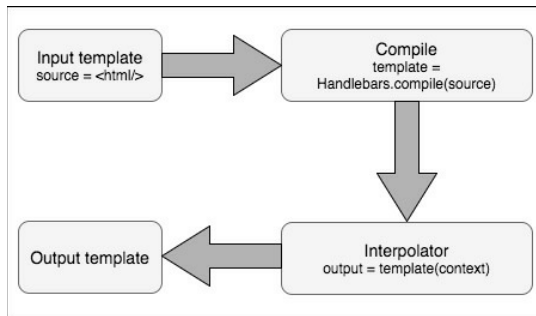 Input template
source = <html/>
Compile
template =
Handlebars.compile(source)
Interpolator
output = template(context)
Output template